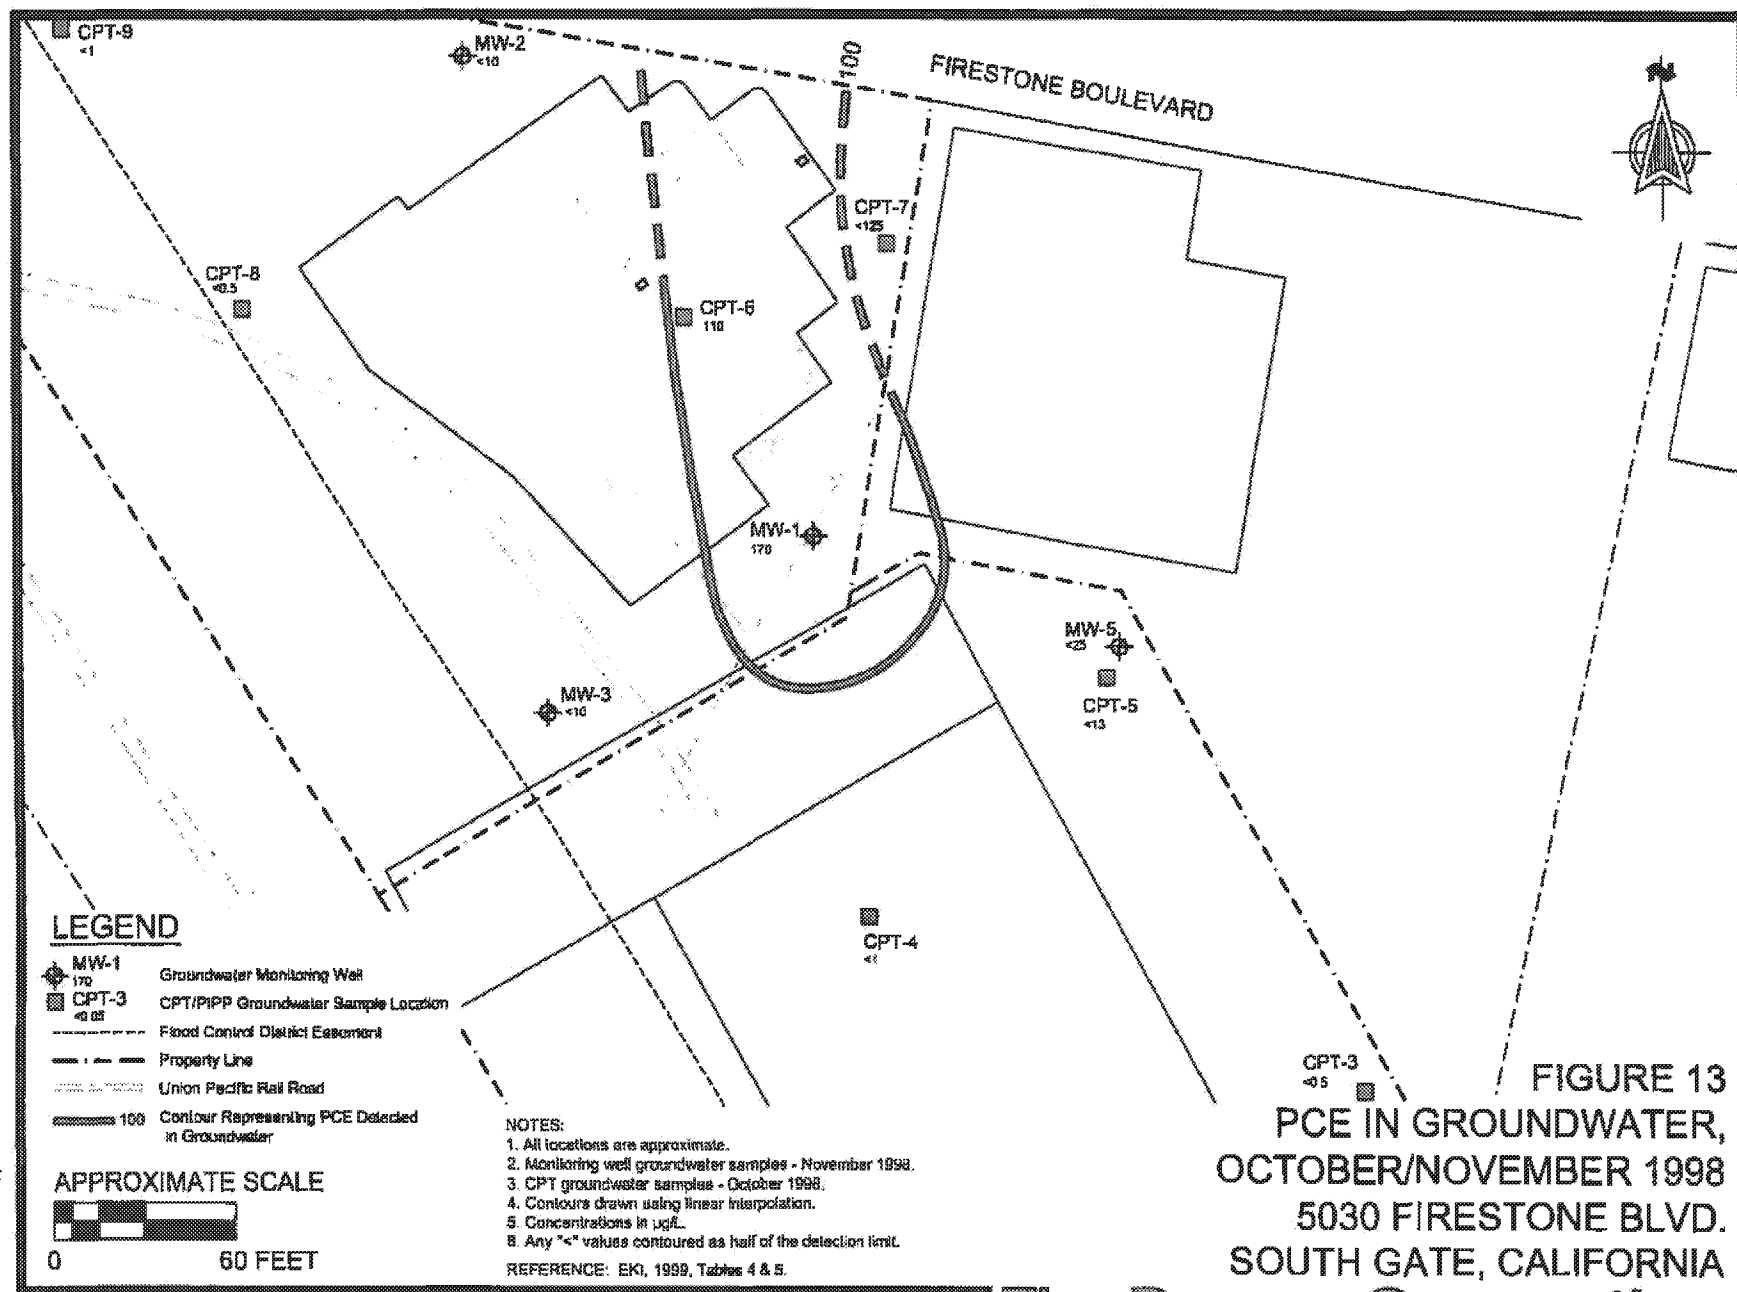 CPT-9
<1
MW-2
<10
100
FIRESTONE BOULEVARD
N
CPT-7
<125
CPT-8
<0.5
CPT-6
110
MW-1
170
MW-5
<25
CPT-5
<13
MW-3
<10
CPT-4
<1
CPT-3
<0.5
LEGEND
MW-1
170
Groundwater Monitoring Well
CPT-3
CPT/PIPP Groundwater Sample Location
Flood Control District Easement
Property Line
Union Pacific Rail Road
100 Contour Representing PCE Detected
in Groundwater
APPROXIMATE SCALE
0 60 FEET
NOTES:
1. All locations are approximate.
2. Monitoring well groundwater samples - November 1998.
3. CPT groundwater samples - October 1998.
4. Contours drawn using linear interpolation.
5. Concentrations in µg/L.
6. Any "<" values contoured as half of the detection limit.
REFERENCE: EKI, 1999, Tables 4 & 5.
FIGURE 13
PCE IN GROUNDWATER,
OCTOBER/NOVEMBER 1998
5030 FIRESTONE BLVD.
SOUTH GATE, CALIFORNIA